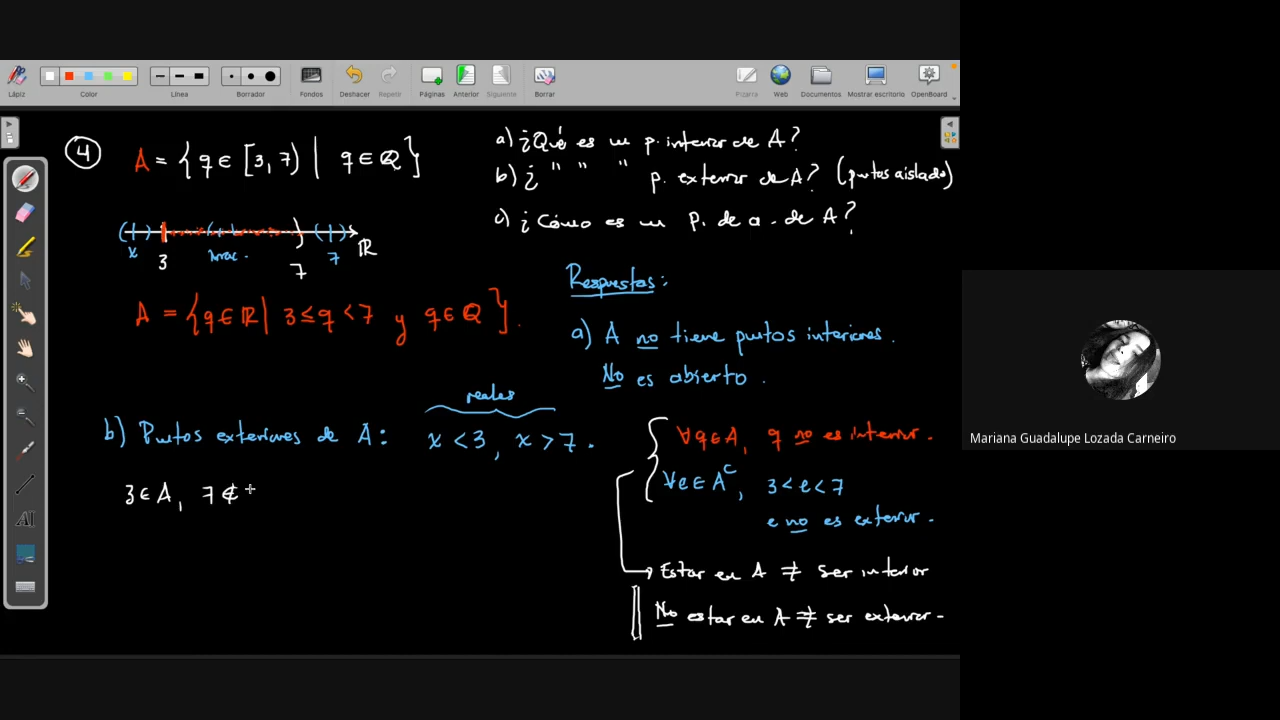 Lápiz Color Línea Borrador Fondos Deshacer Repetir Páginas Anterior Siguiente Borrar Pizarra Web Documentos Mostrar escritorio OpenBoard
4
A = {q ∈ [3, 7) | q ∈ ℚ}
a) ¿Qué es un p. interior de A?
b) ¿ " " " p. exterior de A? (puntos aislado)
c) ¿Cómo es un p. de a. de A?
x 3 irrac. 7 7 ℝ
A = {q ∈ ℝ | 3 ≤ q < 7 y q ∈ ℚ}.
Respuestas:
a) A no tiene puntos interiores.
No es abierto.
reales
b) Puntos exteriores de A: x < 3, x > 7.
∀q ∈ A, q no es interior.
∀e ∈ Aᶜ, 3 < e < 7
e no es exterior.
3 ∈ A, 7 ∉
Estar en A ≠ ser interior
No estar en A ≠ ser exterior.
Mariana Guadalupe Lozada Carneiro